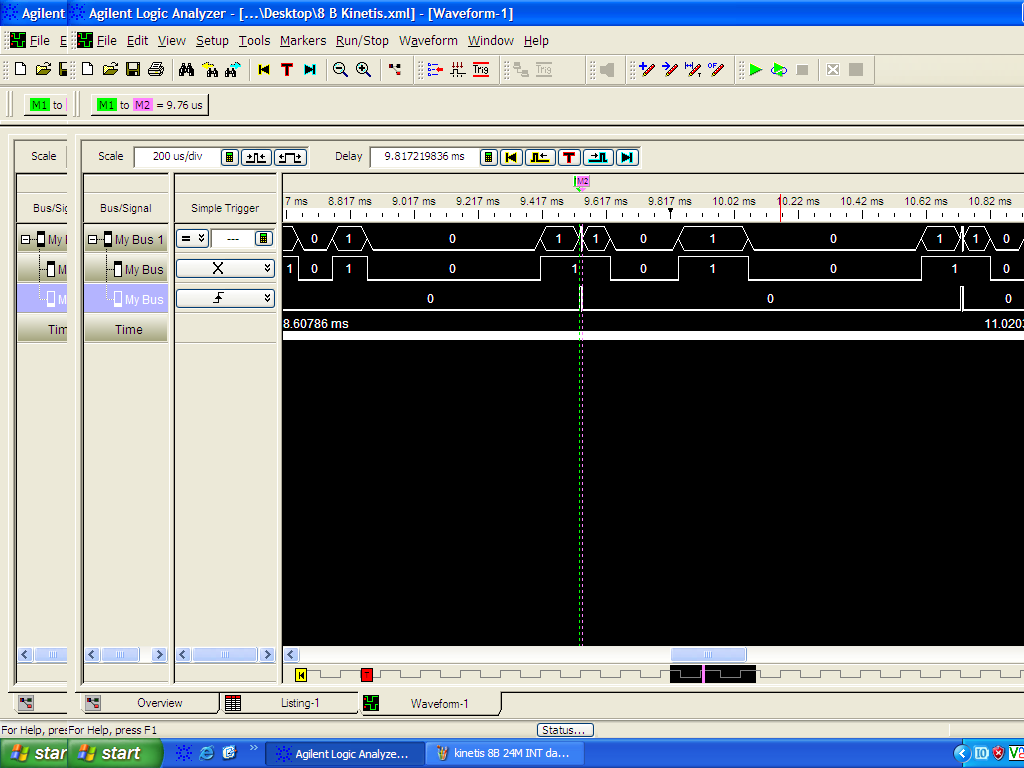 Agilent Agilent Logic Analyzer - [...\Desktop\8 B Kinetis.xml] - [Waveform-1]
File E File Edit View Setup Tools Markers Run/Stop Waveform Window Help
T Trig Trig
M1 to M1 to M2 = 9.76 us
Scale Scale 200 us/div Delay 9.817219836 ms T
M2
Bus/Sig Bus/Signal Simple Trigger 7 ms 8.817 ms 9.017 ms 9.217 ms 9.417 ms 9.617 ms 9.817 ms 10.02 ms 10.22 ms 10.42 ms 10.62 ms 10.82 ms
My My Bus 1 = --- 0 1 0 1 1 0 1 0 1 1 0
M My Bus X 1 0 1 0 1 0 1 0 1 0
M My Bus 0 0 0
Tim Time 8.60786 ms 11.020
T
Overview Listing-1 Waveform-1
For Help, pres For Help, press F1 Status...
star start Agilent Logic Analyze... kinetis 8B 24M INT da...